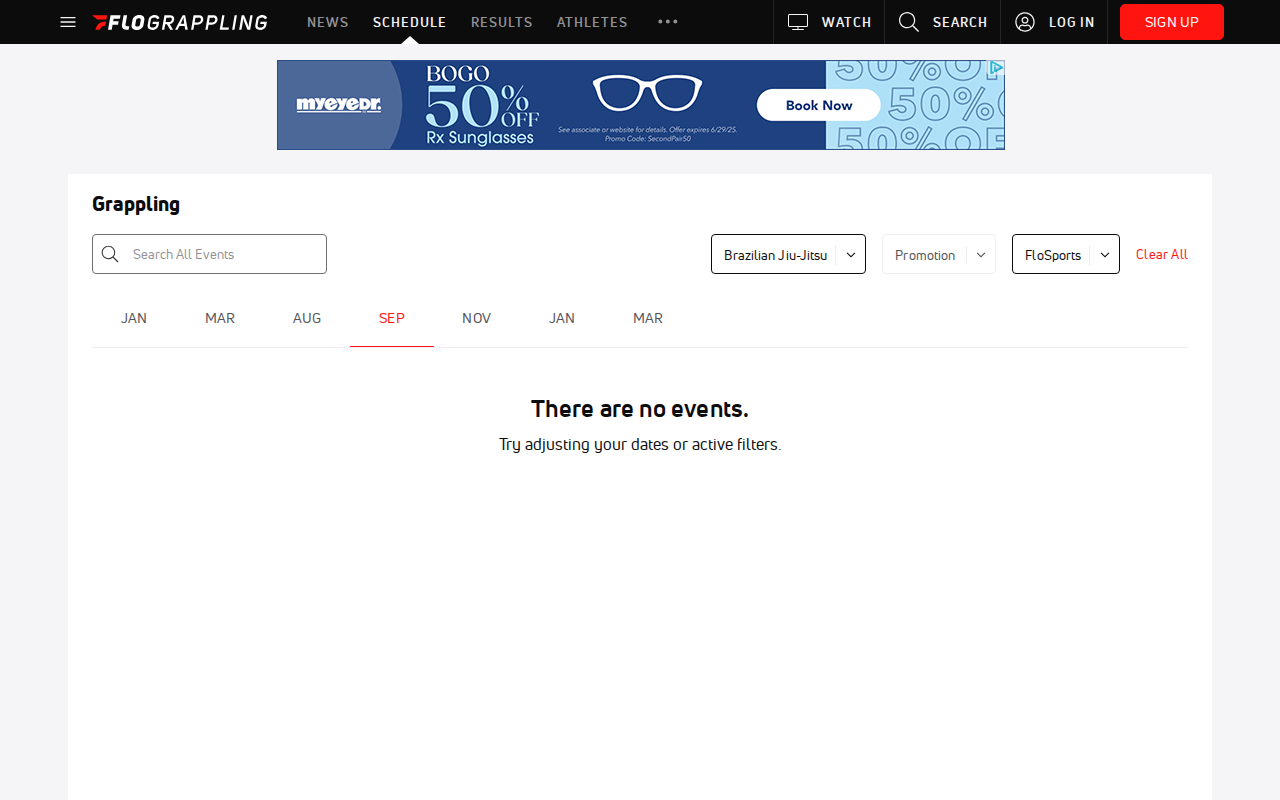 FLOGRAPPLING
NEWS
SCHEDULE
RESULTS
ATHLETES
WATCH
SEARCH
LOG IN
SIGN UP
myeyedr.
BOGO
50% OFF
Rx Sunglasses
See associate or website for details. Offer expires 6/29/25.
Promo Code: SecondPair50
Book Now
50%OF
50%O
50%OF
Grappling
Search All Events
Brazilian Jiu-Jitsu
Promotion
FloSports
Clear All
JAN
MAR
AUG
SEP
NOV
JAN
MAR
There are no events.
Try adjusting your dates or active filters.